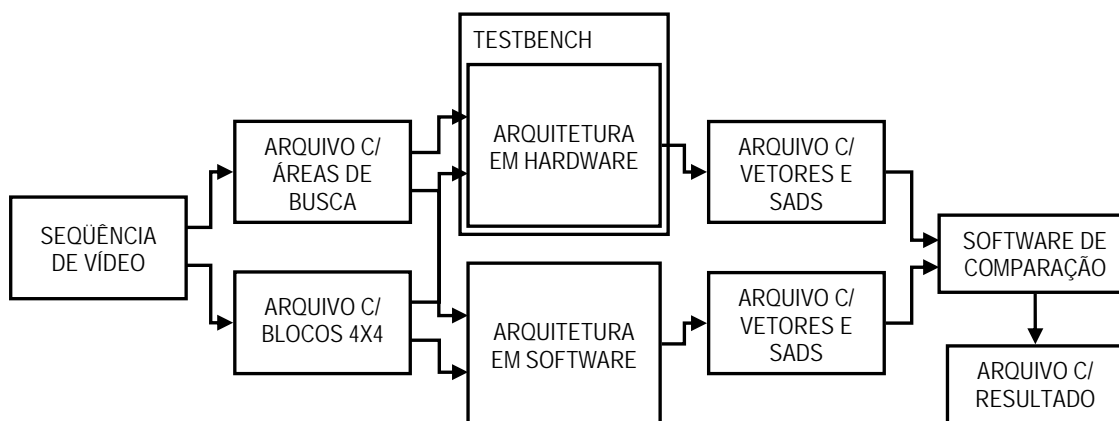 TESTBENCH
ARQUITETURA
EM HARDWARE
ARQUIVO C/
ÁREAS DE
BUSCA
ARQUIVO C/
VETORES E
SADS
SEQÜÊNCIA
DE VÍDEO
SOFTWARE DE
COMPARAÇÃO
ARQUIVO C/
BLOCOS 4X4
ARQUITETURA
EM SOFTWARE
ARQUIVO C/
VETORES E
SADS
ARQUIVO C/
RESULTADO